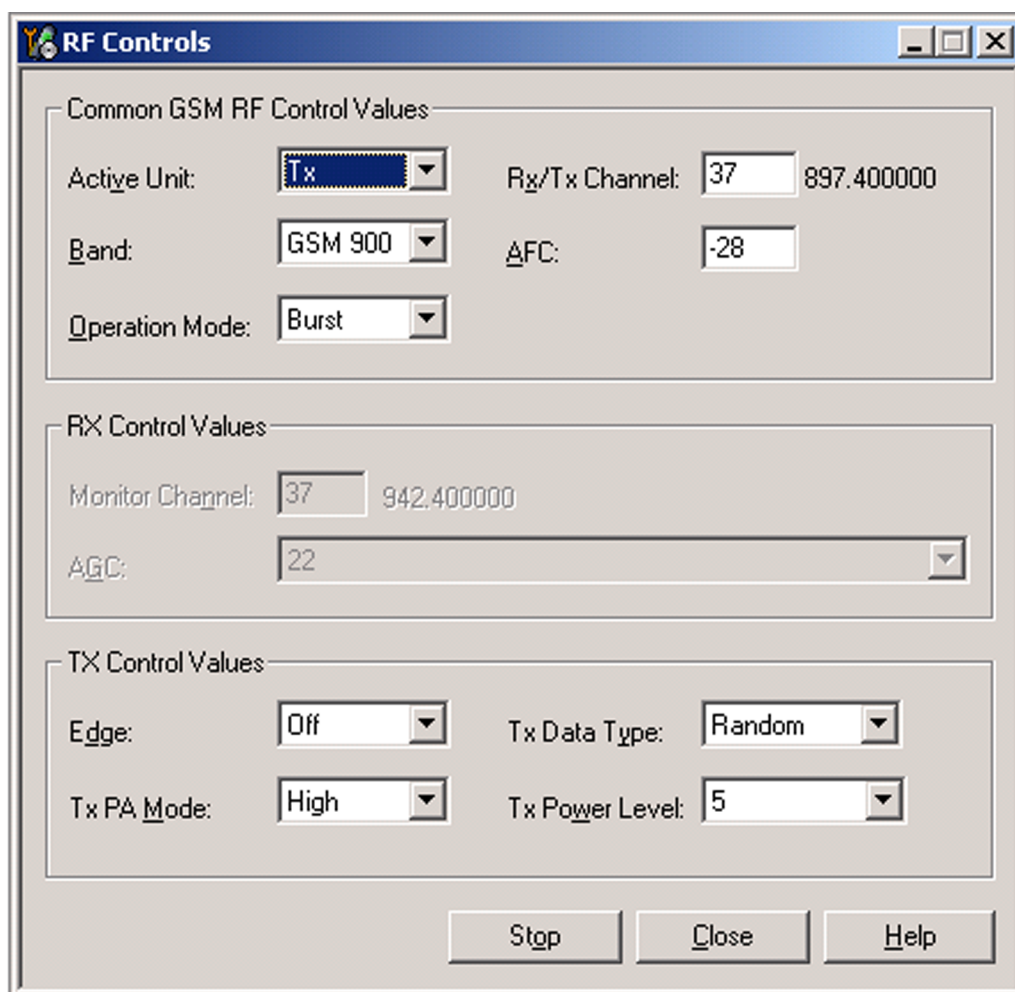 RF Controls
Common GSM RF Control Values
Active Unit: Tx Rx/Tx Channel: 37 897.400000
Band: GSM 900 AFC: -28
Operation Mode: Burst
RX Control Values
Monitor Channel: 37 942.400000
AGC: 22
TX Control Values
Edge: Off Tx Data Type: Random
Tx PA Mode: High Tx Power Level: 5
Stop Close Help